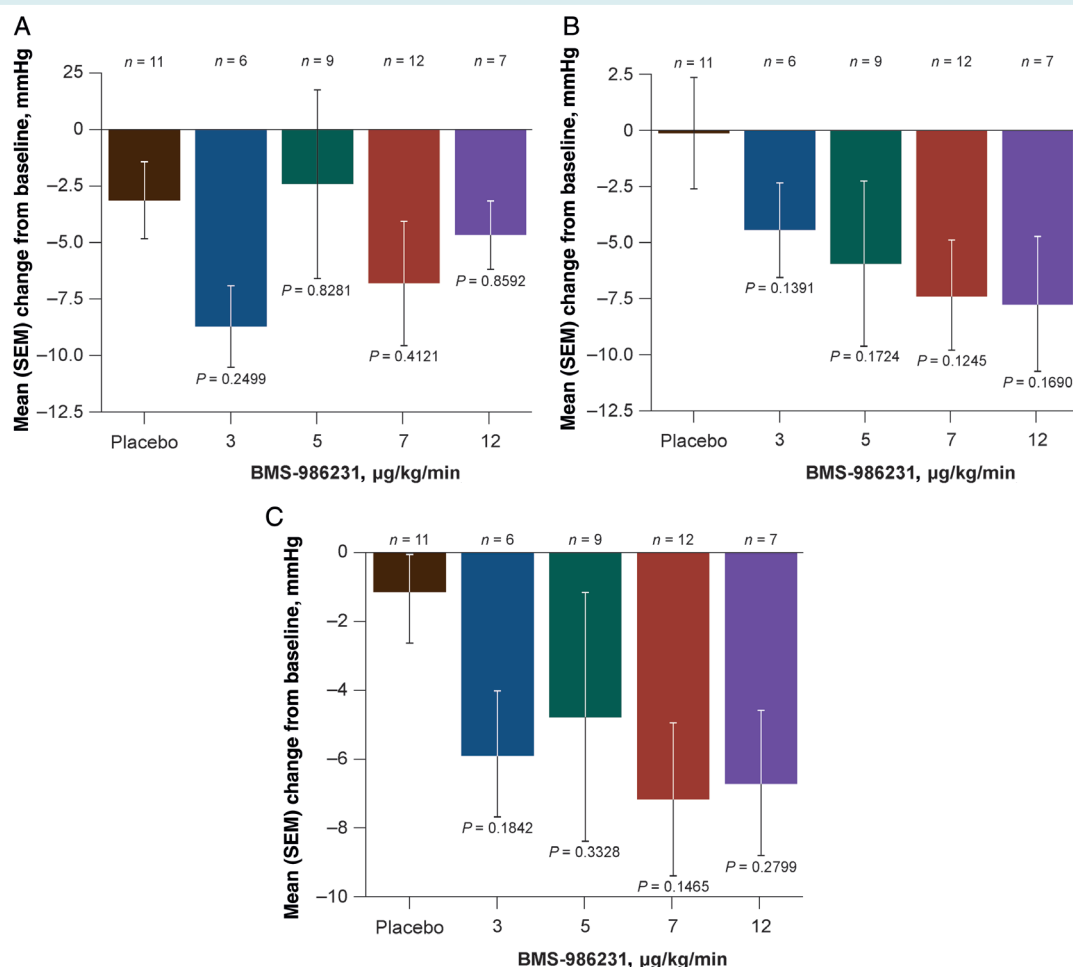 A
Mean (SEM) change from baseline, mmHg
n = 11 n = 6 n = 9 n = 12 n = 7
25
0
−2.5
−5.0
−7.5
−10.0
−12.5
P = 0.2499
P = 0.8281
P = 0.4121
P = 0.8592
Placebo 3 5 7 12
BMS-986231, µg/kg/min
B
Mean (SEM) change from baseline, mmHg
n = 11 n = 6 n = 9 n = 12 n = 7
2.5
0
−2.5
−5.0
−7.5
−10.0
−12.5
P = 0.1391
P = 0.1724
P = 0.1245
P = 0.1690
Placebo 3 5 7 12
BMS-986231, µg/kg/min
C
Mean (SEM) change from baseline, mmHg
n = 11 n = 6 n = 9 n = 12 n = 7
0
−2
−4
−6
−8
−10
P = 0.1842
P = 0.3328
P = 0.1465
P = 0.2799
Placebo 3 5 7 12
BMS-986231, µg/kg/min